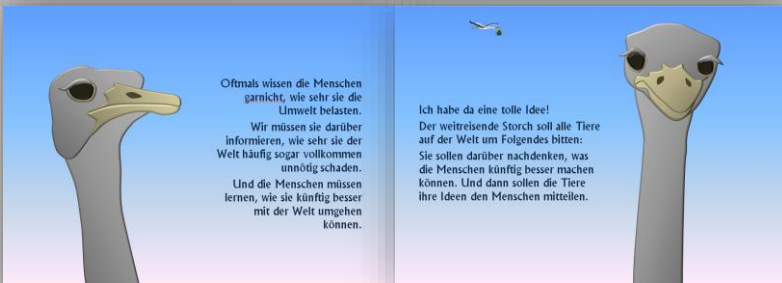 Oftmals wissen die Menschen
garnicht, wie sehr sie die
Umwelt belasten.
Wir müssen sie darüber
informieren, wie sehr sie der
Welt häufig sogar vollkommen
unnötig schaden.
Und die Menschen müssen
lernen, wie sie künftig besser
mit der Welt umgehen
können.
Ich habe da eine tolle Idee!
Der weitreisende Storch soll alle Tiere
auf der Welt um Folgendes bitten:
Sie sollen darüber nachdenken, was
die Menschen künftig besser machen
können. Und dann sollen die Tiere
ihre Ideen den Menschen mitteilen.